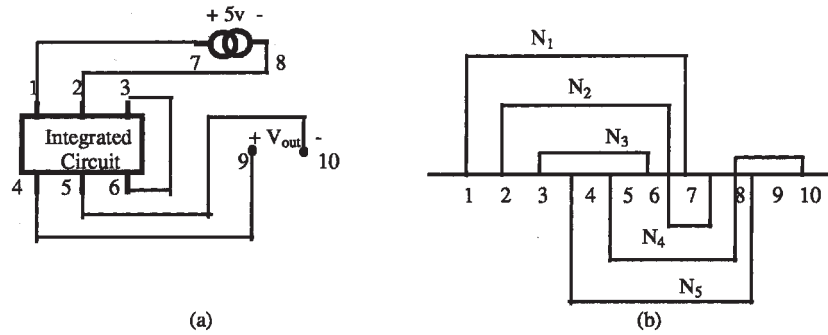 + 5v -
7 8
1 2 3
Integrated
Circuit
4 5 6
+ Vout -
9 10
(a)
N1
N2
N3
1 2 3 4 5 6 7 8 9 10
N4
N5
(b)